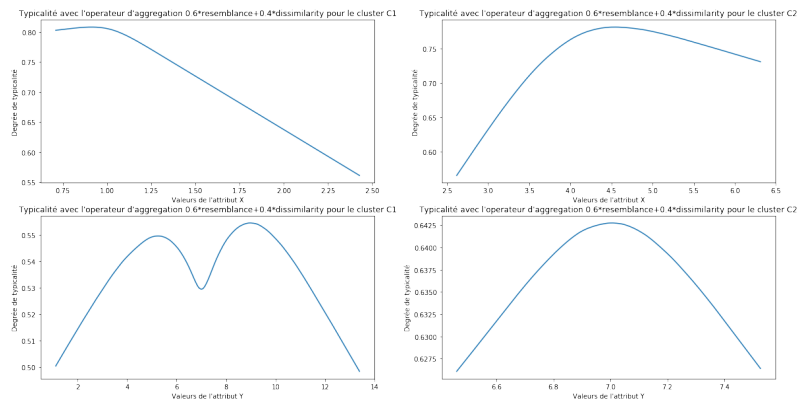 Typicalité avec l'operateur d'aggregation 0.6*resemblance+0.4*dissimilarity pour le cluster C1
0.80
0.75
0.70
0.65
0.60
0.55
Degrée de typicalité
0.75 1.00 1.25 1.50 1.75 2.00 2.25 2.50
Valeurs de l'attribut X
Typicalité avec l'operateur d'aggregation 0.6*resemblance+0.4*dissimilarity pour le cluster C2
0.75
0.70
0.65
0.60
Degrée de typicalité
2.5 3.0 3.5 4.0 4.5 5.0 5.5 6.0 6.5
Valeurs de l'attribut X
Typicalité avec l'operateur d'aggregation 0.6*resemblance+0.4*dissimilarity pour le cluster C1
0.55
0.54
0.53
0.52
0.51
0.50
Degrée de typicalité
2 4 6 8 10 12 14
Valeurs de l'attribut Y
Typicalité avec l'operateur d'aggregation 0.6*resemblance+0.4*dissimilarity pour le cluster C2
0.6425
0.6400
0.6375
0.6350
0.6325
0.6300
0.6275
Degrée de typicalité
6.6 6.8 7.0 7.2 7.4
Valeurs de l'attribut Y